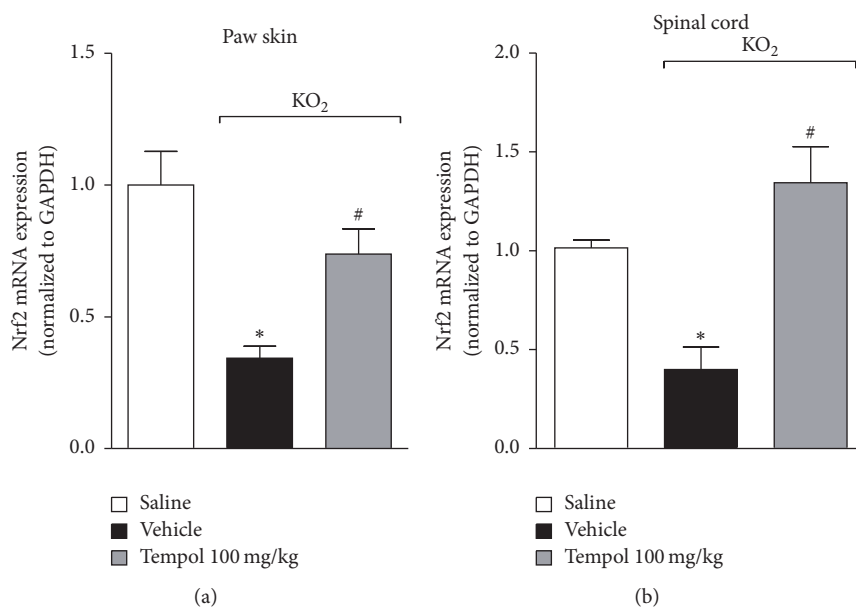 Paw skin
KO2
1.5
1.0
0.5
0.0
Nrf2 mRNA expression
(normalized to GAPDH)
*
#
Saline
Vehicle
Tempol 100 mg/kg
(a)
Spinal cord
KO2
2.0
1.5
1.0
0.5
0.0
Nrf2 mRNA expression
(normalized to GAPDH)
*
#
Saline
Vehicle
Tempol 100 mg/kg
(b)